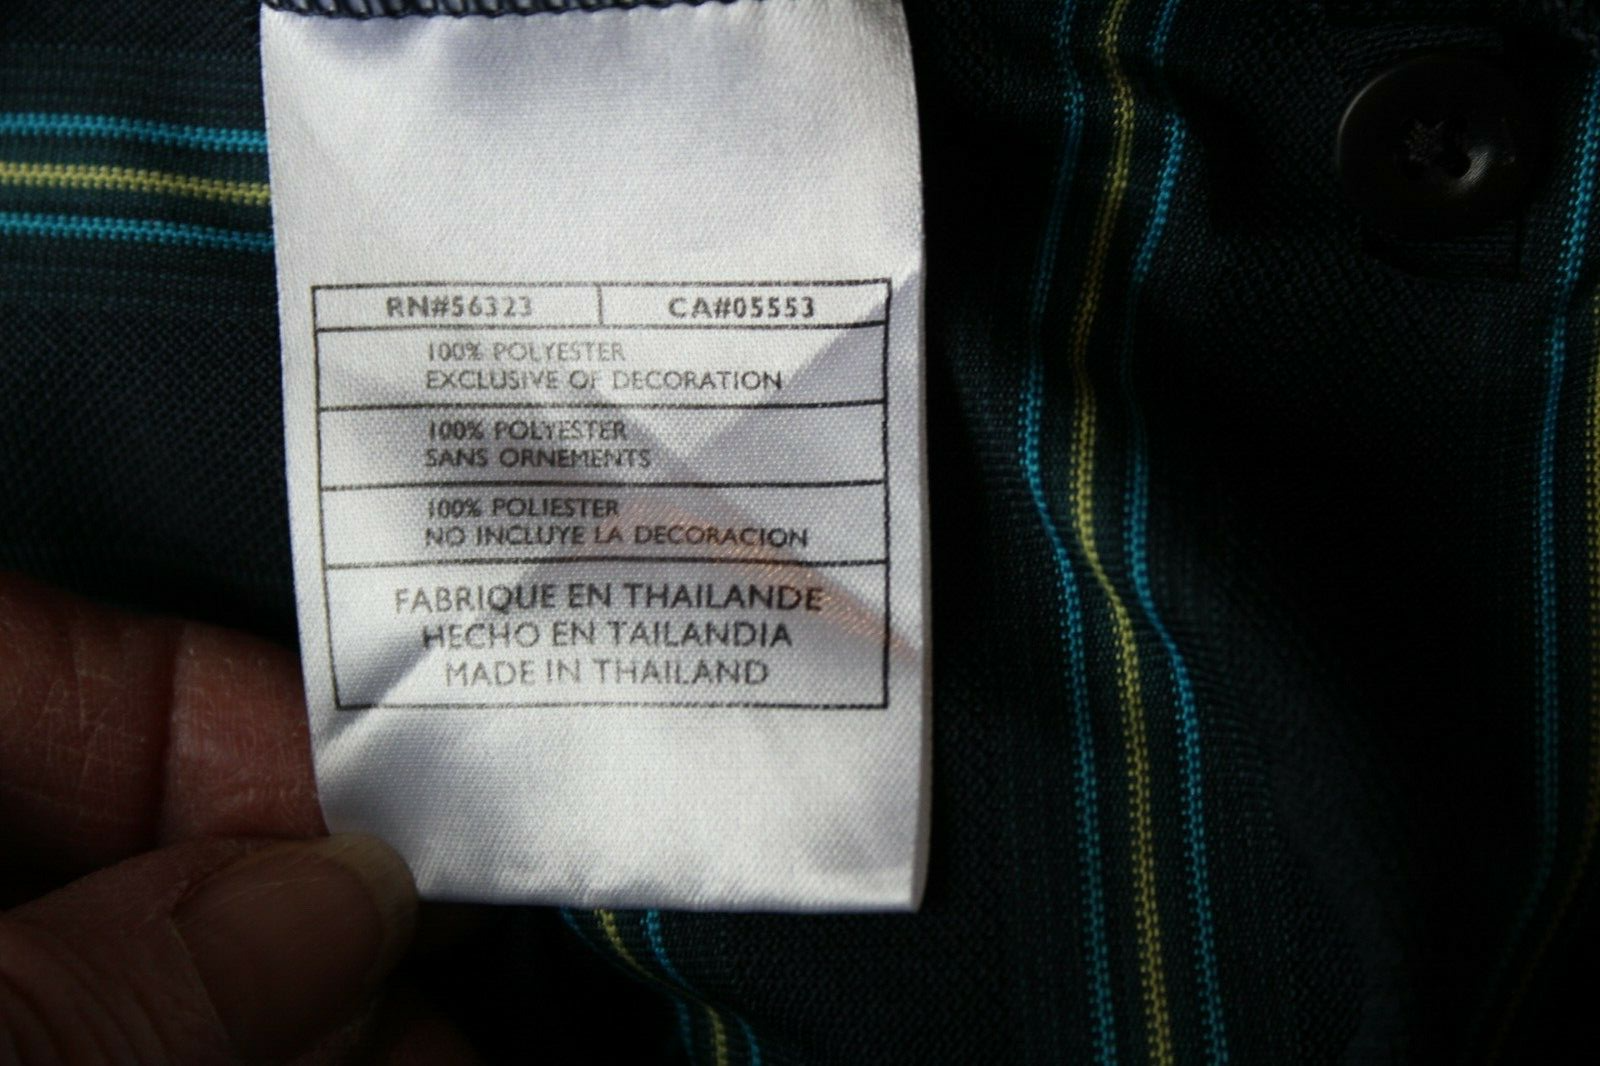 RN#56323 CA#05553
100% POLYESTER
EXCLUSIVE OF DECORATION
100% POLYESTER
SANS ORNEMENTS
100% POLIESTER
NO INCLUYE LA DECORACION
FABRIQUE EN THAILANDE
HECHO EN TAILANDIA
MADE IN THAILAND